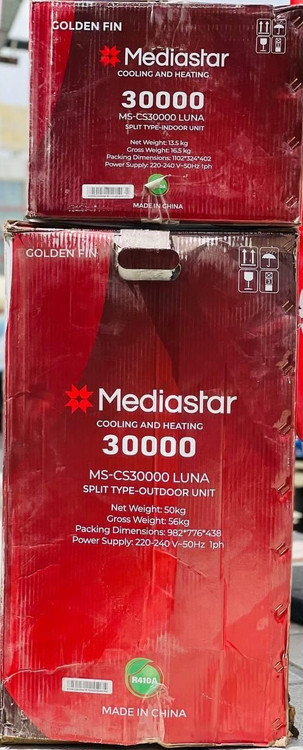 GOLDEN FIN
Mediastar
COOLING AND HEATING
30000
MS-CS30000 LUNA
SPLIT TYPE-INDOOR UNIT
Net Weight: 13.5 kg
Gross Weight: 16.5 kg
Packing Dimensions: 1102*324*402
Power Supply: 220-240 V~50Hz 1ph
MADE IN CHINA
GOLDEN FIN
Mediastar
COOLING AND HEATING
30000
MS-CS30000 LUNA
SPLIT TYPE-OUTDOOR UNIT
Net Weight: 50kg
Gross Weight: 56kg
Packing Dimensions: 982*776*438
Power Supply: 220-240 V~50Hz 1ph
R410A
MADE IN CHINA